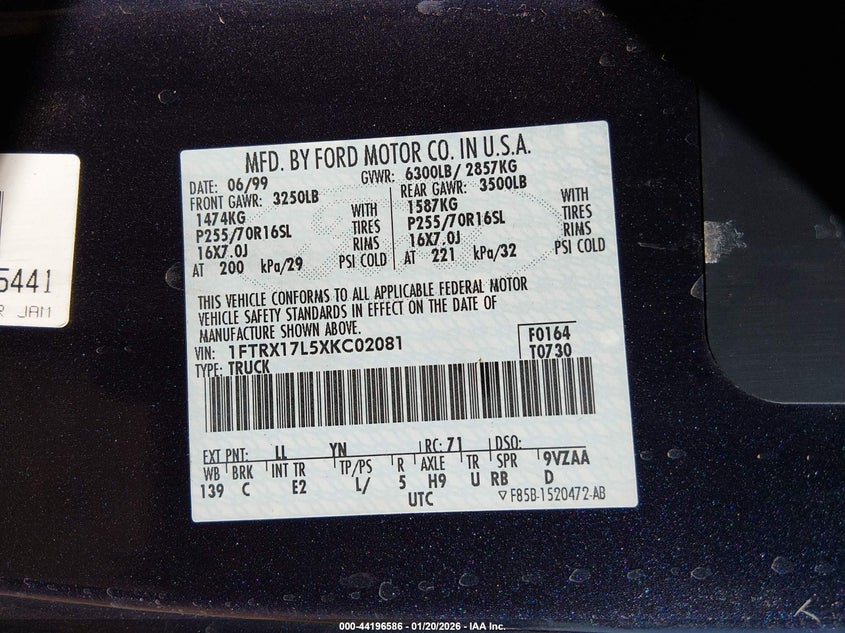 MFD. BY FORD MOTOR CO. IN U.S.A.
DATE: 06/99 GVWR: 6300LB/ 2857KG
FRONT GAWR: 3250LB REAR GAWR: 3500LB
1474KG WITH 1587KG WITH
P255/70R16SL TIRES P255/70R16SL TIRES
16X7.0J RIMS 16X7.0J RIMS
AT 200 kPa/29 PSI COLD AT 221 kPa/32 PSI COLD
THIS VEHICLE CONFORMS TO ALL APPLICABLE FEDERAL MOTOR
VEHICLE SAFETY STANDARDS IN EFFECT ON THE DATE OF
MANUFACTURE SHOWN ABOVE.
VIN: 1FTRX17L5XKC02081 F0164
TYPE: TRUCK T0730
EXT PNT: LL YN RC: 71 DSO:
WB BRK INT TR TP/PS R AXLE TR SPR 9VZAA
139 C E2 L/ 5 H9 U RB D
UTC F85B-1520472-AB
5441
R JAM
000-44196586 - 01/20/2026 - IAA Inc.